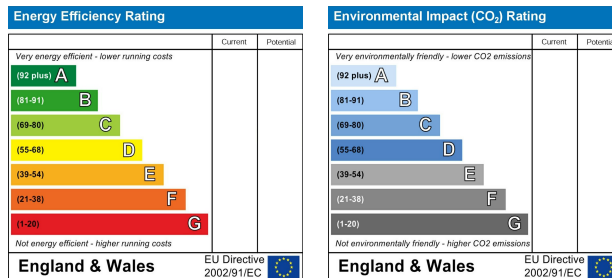 Energy Efficiency Rating
Current Potential
Very energy efficient - lower running costs
(92 plus) A
(81-91) B
(69-80) C
(55-68) D
(39-54) E
(21-38) F
(1-20) G
Not energy efficient - higher running costs
England & Wales
EU Directive
2002/91/EC
Environmental Impact (CO₂) Rating
Current Potential
Very environmentally friendly - lower CO2 emissions
(92 plus) A
(81-91) B
(69-80) C
(55-68) D
(39-54) E
(21-38) F
(1-20) G
Not environmentally friendly - higher CO2 emissions
England & Wales
EU Directive
2002/91/EC